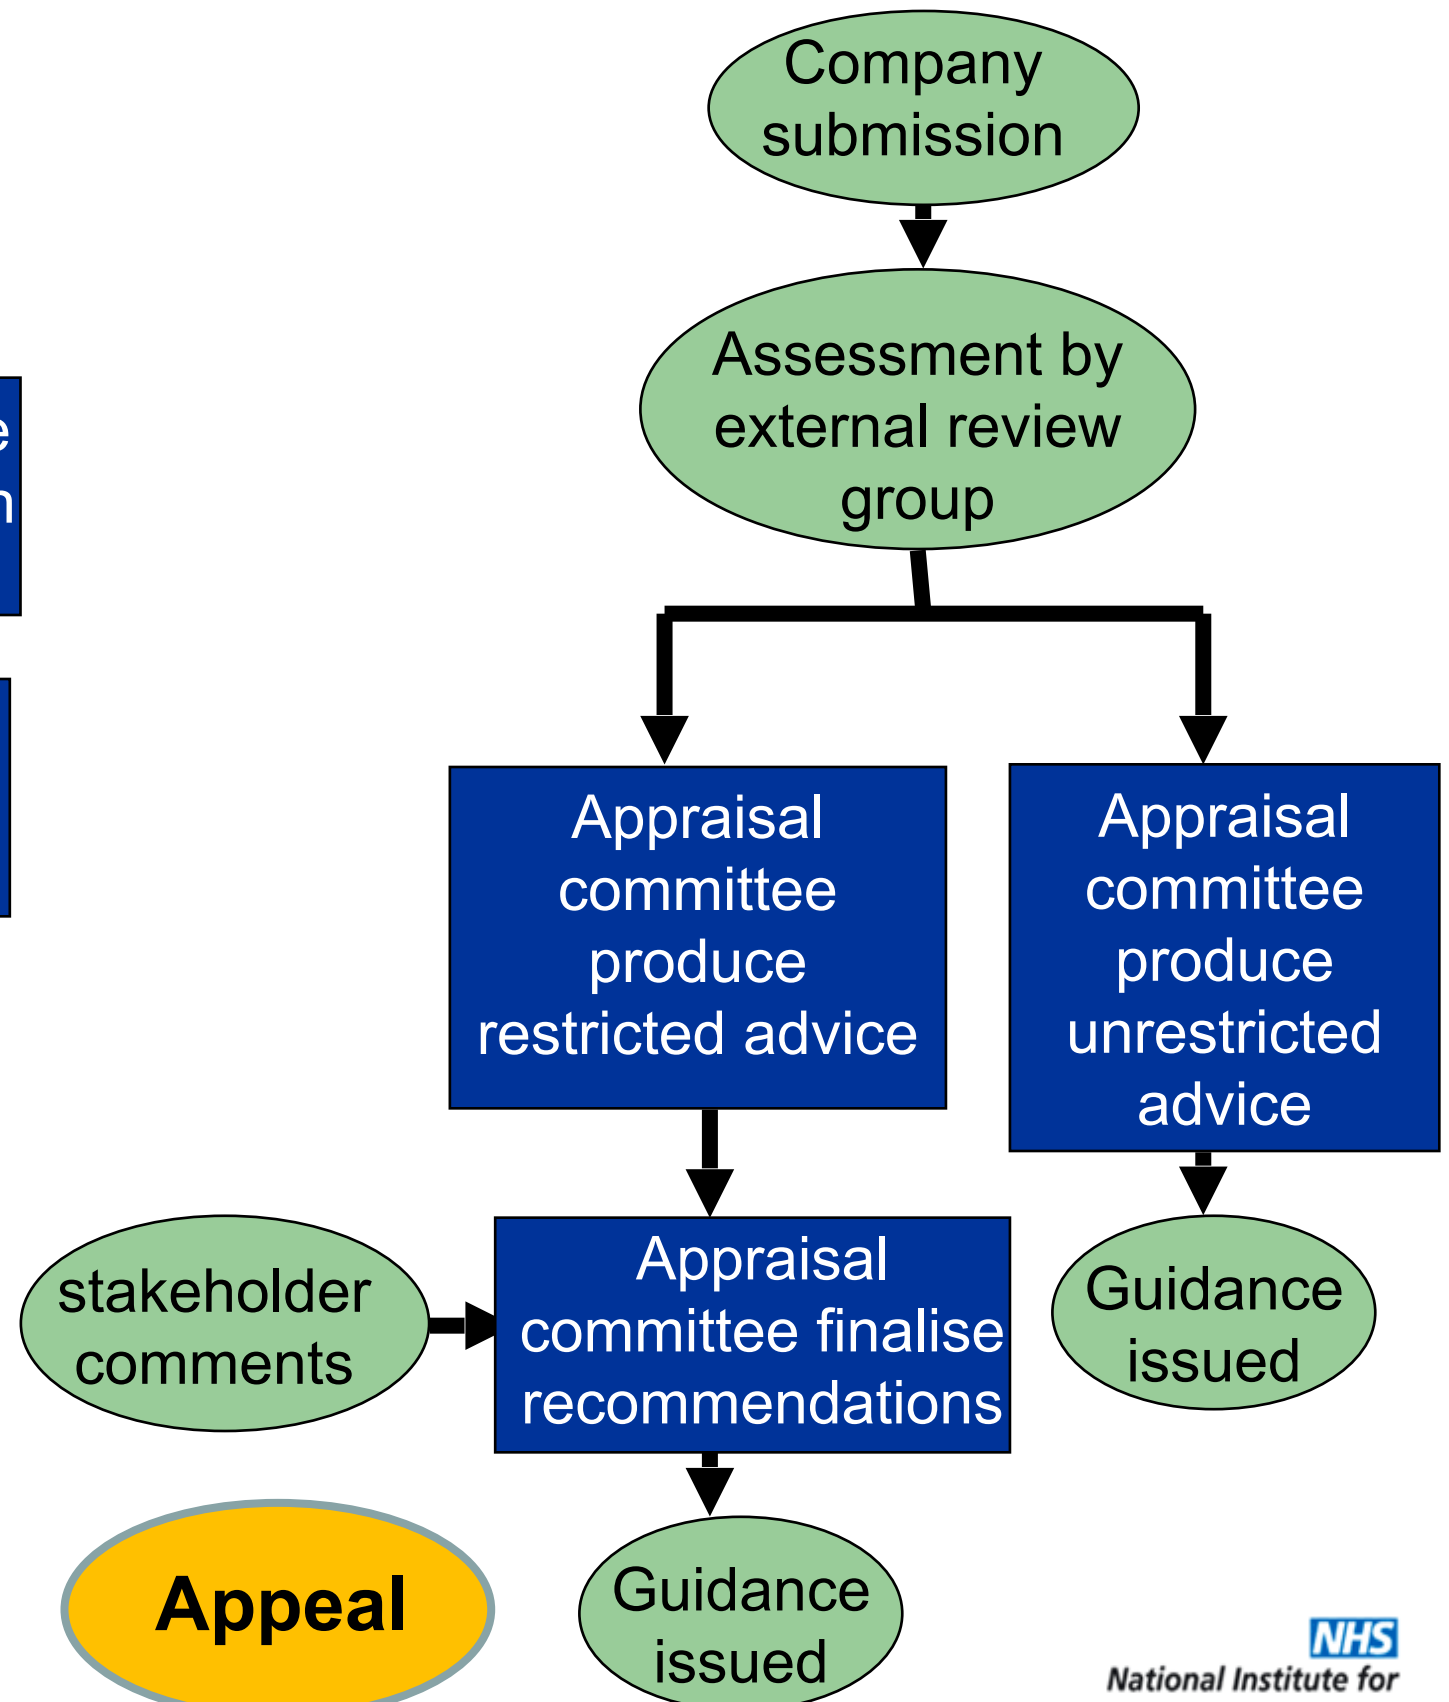 Company
submission
Assessment by
external review
group
e
n
Appraisal
committee
produce
restricted advice
Appraisal
committee
produce
unrestricted
advice
stakeholder
comments
Appraisal
committee finalise
recommendations
Guidance
issued
Appeal
Guidance
issued
NHS
National Institute for